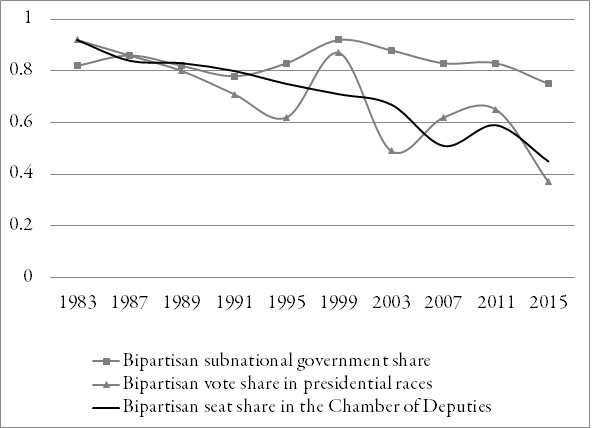 1
0.8
0.6
0.4
0.2
0
1983 1987 1989 1991 1995 1999 2003 2007 2011 2015
Bipartisan subnational government share
Bipartisan vote share in presidential races
Bipartisan seat share in the Chamber of Deputies